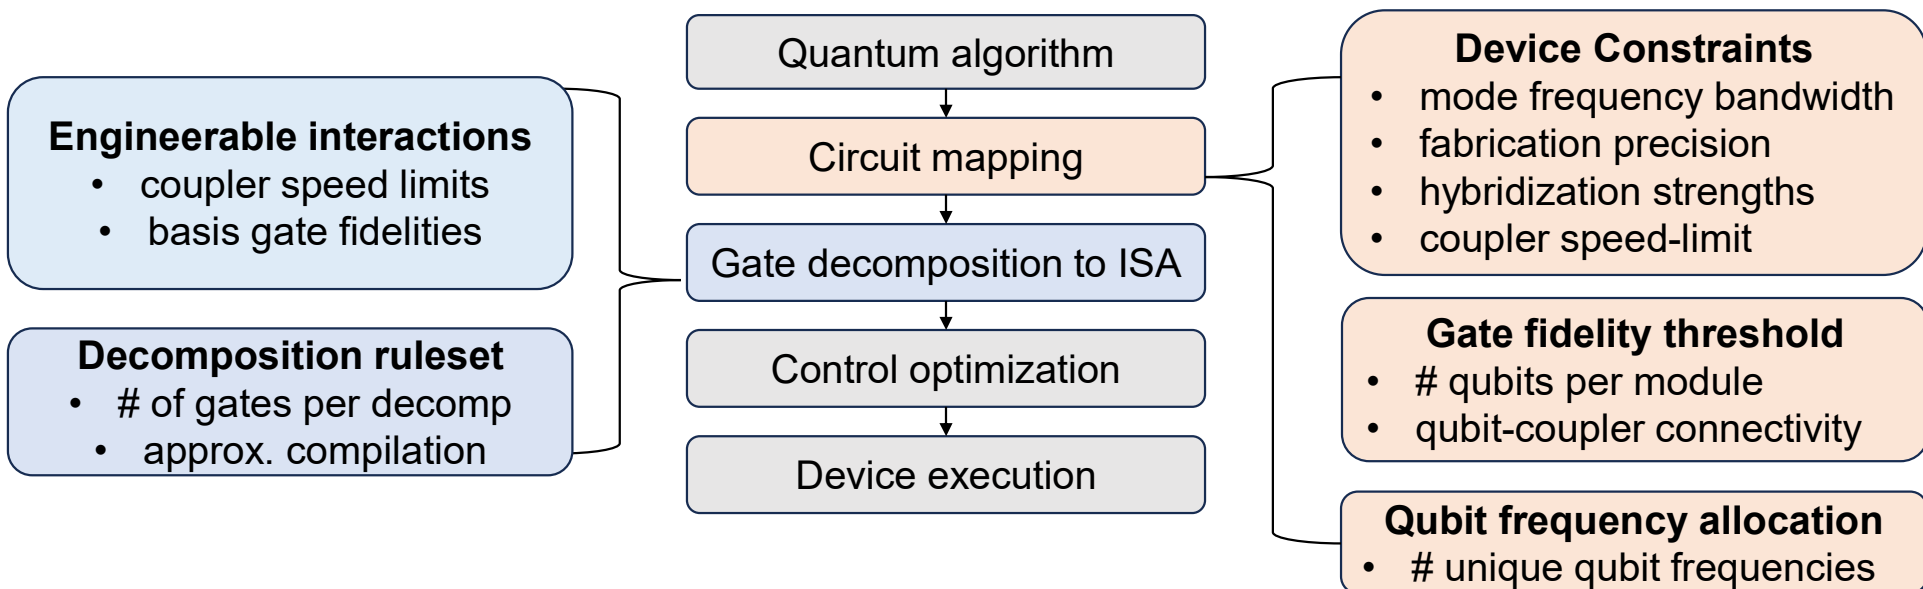 Quantum algorithm
Circuit mapping
Gate decomposition to ISA
Control optimization
Device execution
Engineerable interactions
• coupler speed limits
• basis gate fidelities
Decomposition ruleset
• # of gates per decomp
• approx. compilation
Device Constraints
• mode frequency bandwidth
• fabrication precision
• hybridization strengths
• coupler speed-limit
Gate fidelity threshold
• # qubits per module
• qubit-coupler connectivity
Qubit frequency allocation
• # unique qubit frequencies